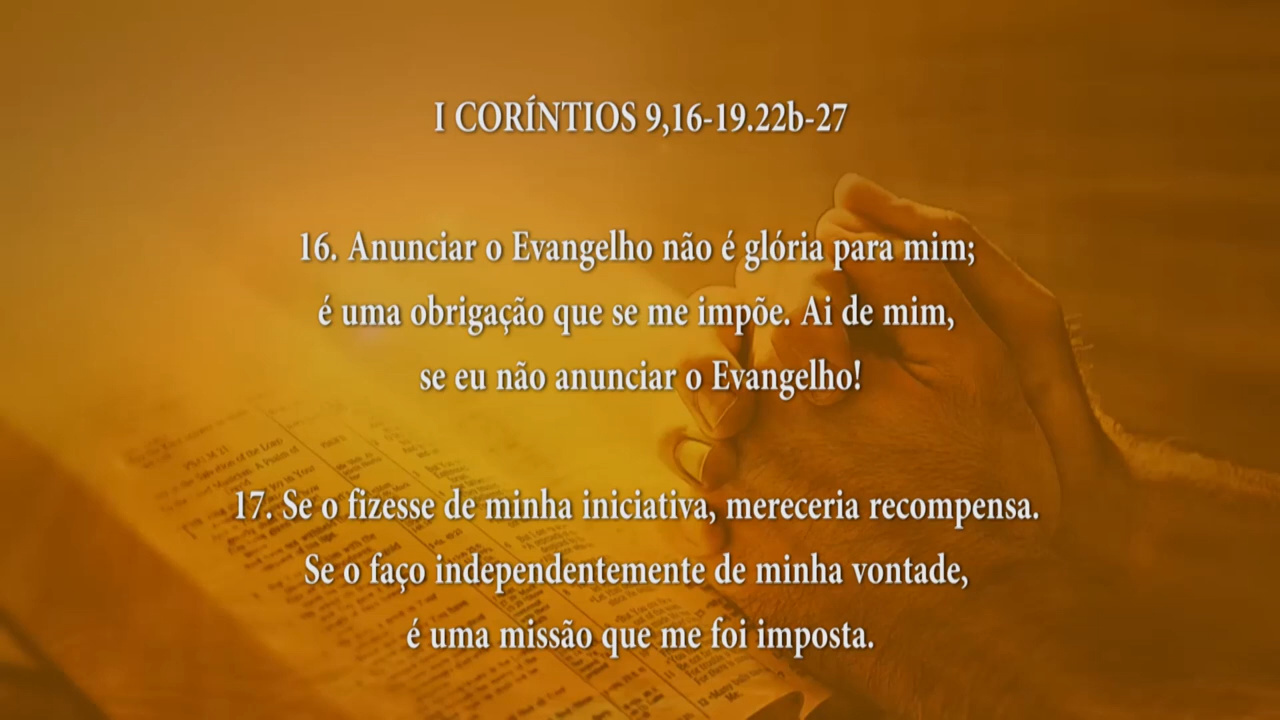 I CORÍNTIOS 9,16-19.22b-27
16. Anunciar o Evangelho não é glória para mim;
é uma obrigação que se me impõe. Ai de mim,
se eu não anunciar o Evangelho!
17. Se o fizesse de minha iniciativa, mereceria recompensa.
Se o faço independentemente de minha vontade,
é uma missão que me foi imposta.